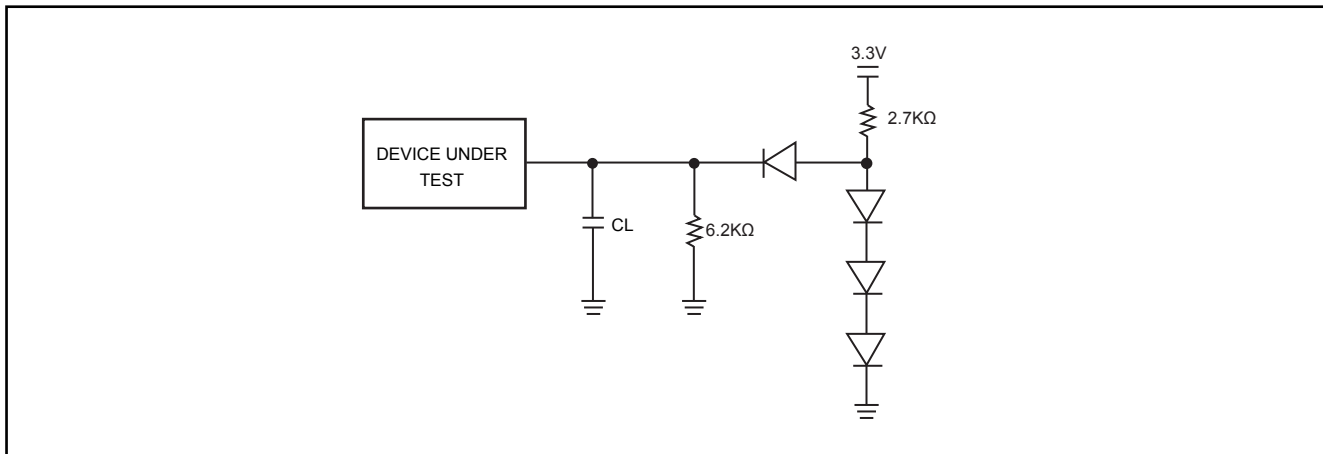 3.3V
2.7KΩ
DEVICE UNDER
TEST
CL
6.2KΩ